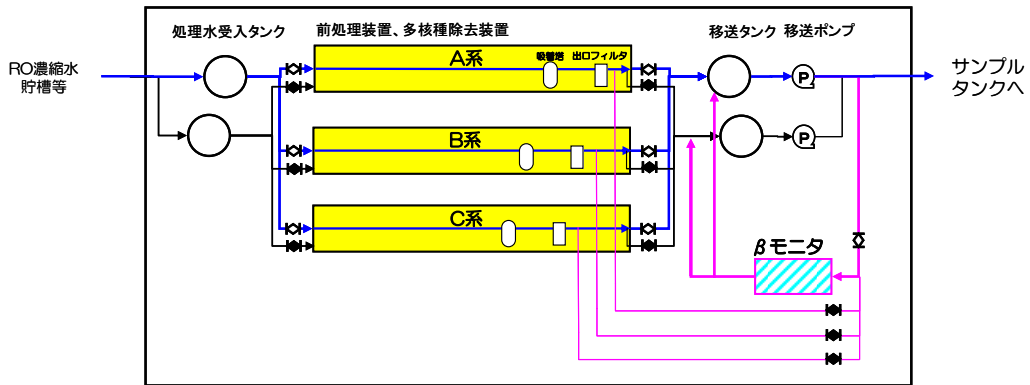 処理水受入タンク
前処理装置、多核種除去装置
移送タンク
移送ポンプ
RO濃縮水
貯槽等
A系
吸着塔
出口フィルタ
P
サンプル
タンクへ
B系
P
C系
βモニタ